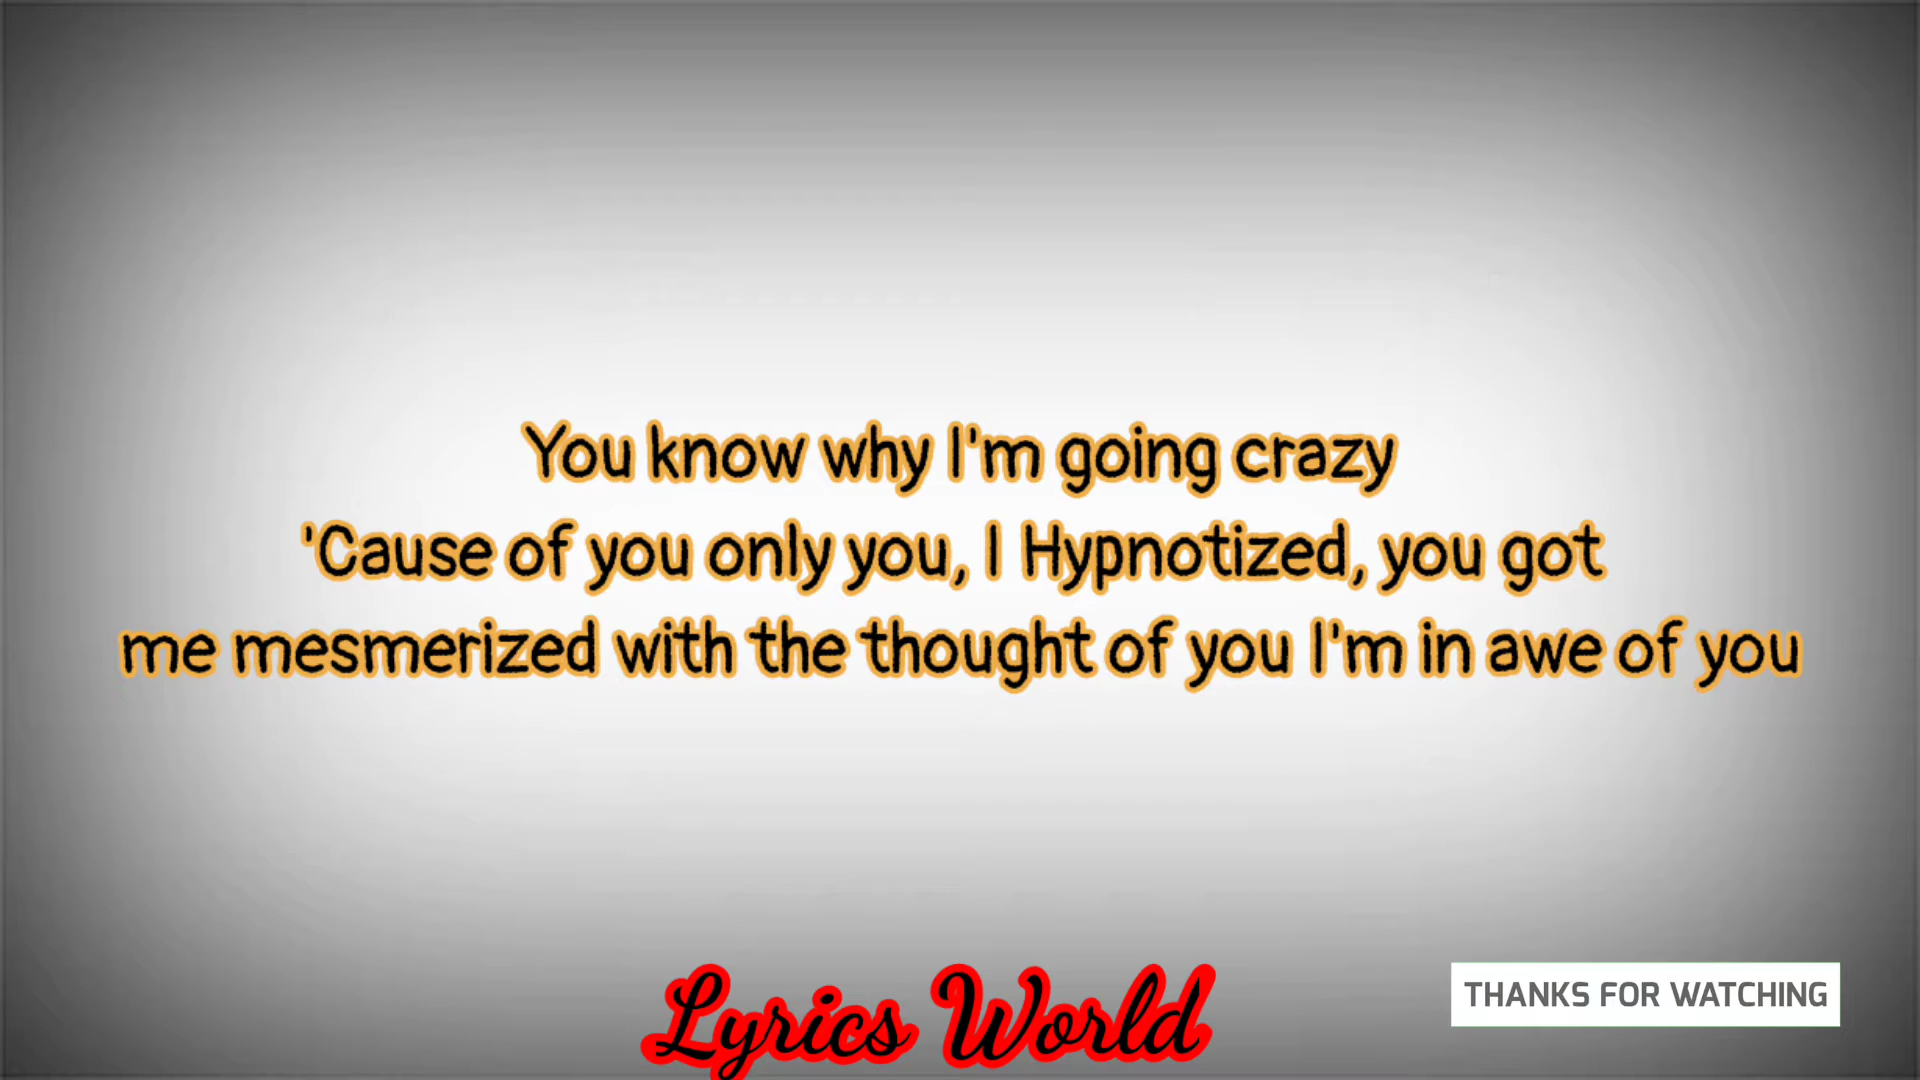 You know why I'm going crazy
'Cause of you only you, I Hypnotized, you got
me mesmerized with the thought of you I'm in awe of you
Lyrics World
THANKS FOR WATCHING